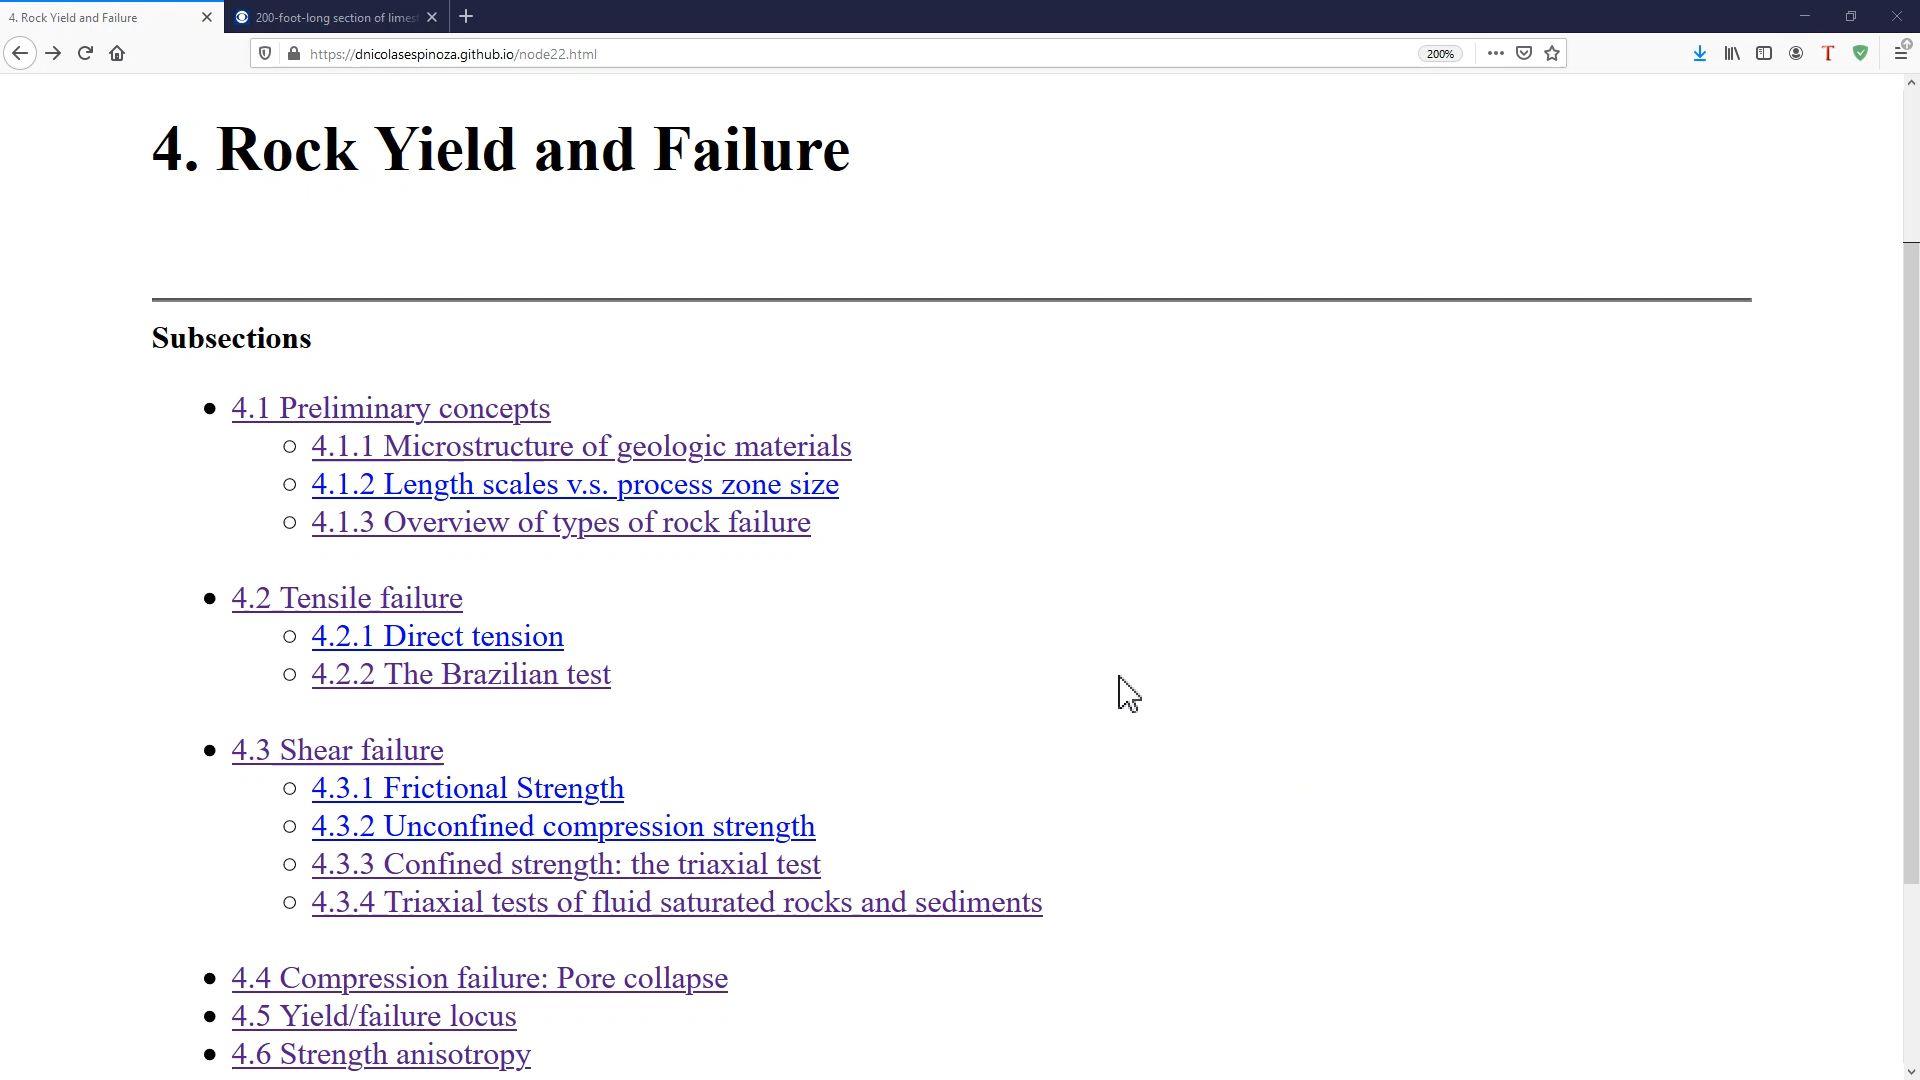 4. Rock Yield and Failure
200-foot-long section of limes
https://dnicolasespinoza.github.io/node22.html
200%
T
4. Rock Yield and Failure
Subsections
4.1 Preliminary concepts
4.1.1 Microstructure of geologic materials
4.1.2 Length scales v.s. process zone size
4.1.3 Overview of types of rock failure
4.2 Tensile failure
4.2.1 Direct tension
4.2.2 The Brazilian test
4.3 Shear failure
4.3.1 Frictional Strength
4.3.2 Unconfined compression strength
4.3.3 Confined strength: the triaxial test
4.3.4 Triaxial tests of fluid saturated rocks and sediments
4.4 Compression failure: Pore collapse
4.5 Yield/failure locus
4.6 Strength anisotropy